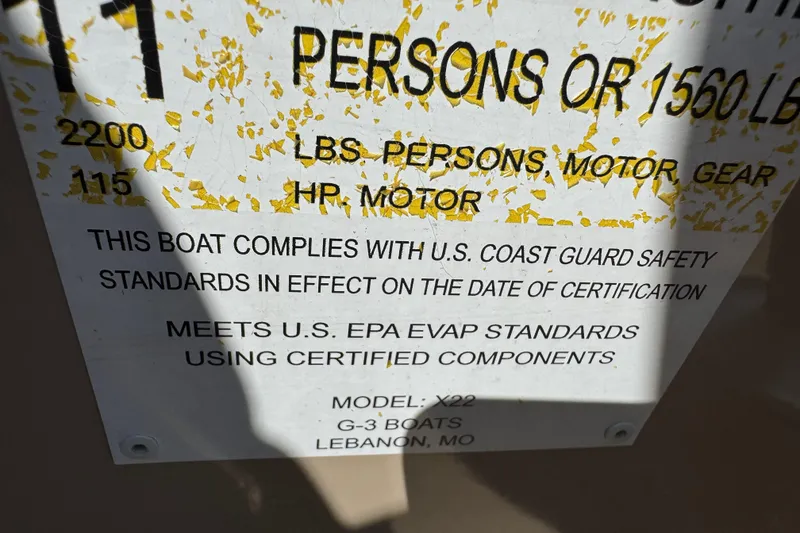 11 PERSONS OR 1560 LB
2200 LBS PERSONS, MOTOR, GEAR
115 HP. MOTOR
THIS BOAT COMPLIES WITH U.S. COAST GUARD SAFETY
STANDARDS IN EFFECT ON THE DATE OF CERTIFICATION
MEETS U.S. EPA EVAP STANDARDS
USING CERTIFIED COMPONENTS
MODEL: X22
G-3 BOATS
LEBANON, MO